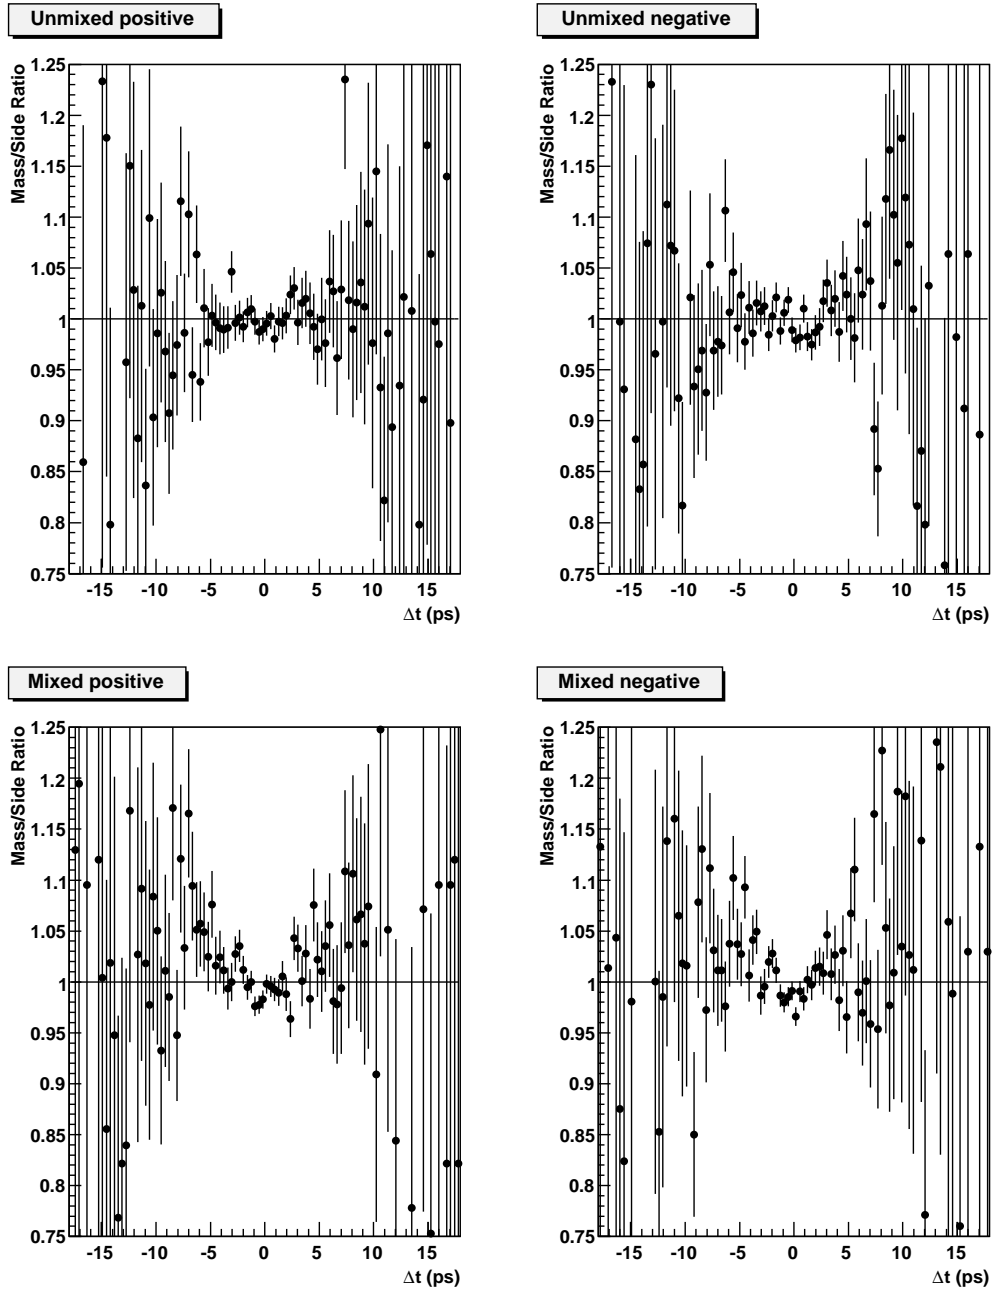 Unmixed positive
Mass/Side Ratio
1.25
1.2
1.15
1.1
1.05
1
0.95
0.9
0.85
0.8
0.75
-15 -10 -5 0 5 10 15
Δt (ps)
Unmixed negative
Mass/Side Ratio
1.25
1.2
1.15
1.1
1.05
1
0.95
0.9
0.85
0.8
0.75
-15 -10 -5 0 5 10 15
Δt (ps)
Mixed positive
Mass/Side Ratio
1.25
1.2
1.15
1.1
1.05
1
0.95
0.9
0.85
0.8
0.75
-15 -10 -5 0 5 10 15
Δt (ps)
Mixed negative
Mass/Side Ratio
1.25
1.2
1.15
1.1
1.05
1
0.95
0.9
0.85
0.8
0.75
-15 -10 -5 0 5 10 15
Δt (ps)